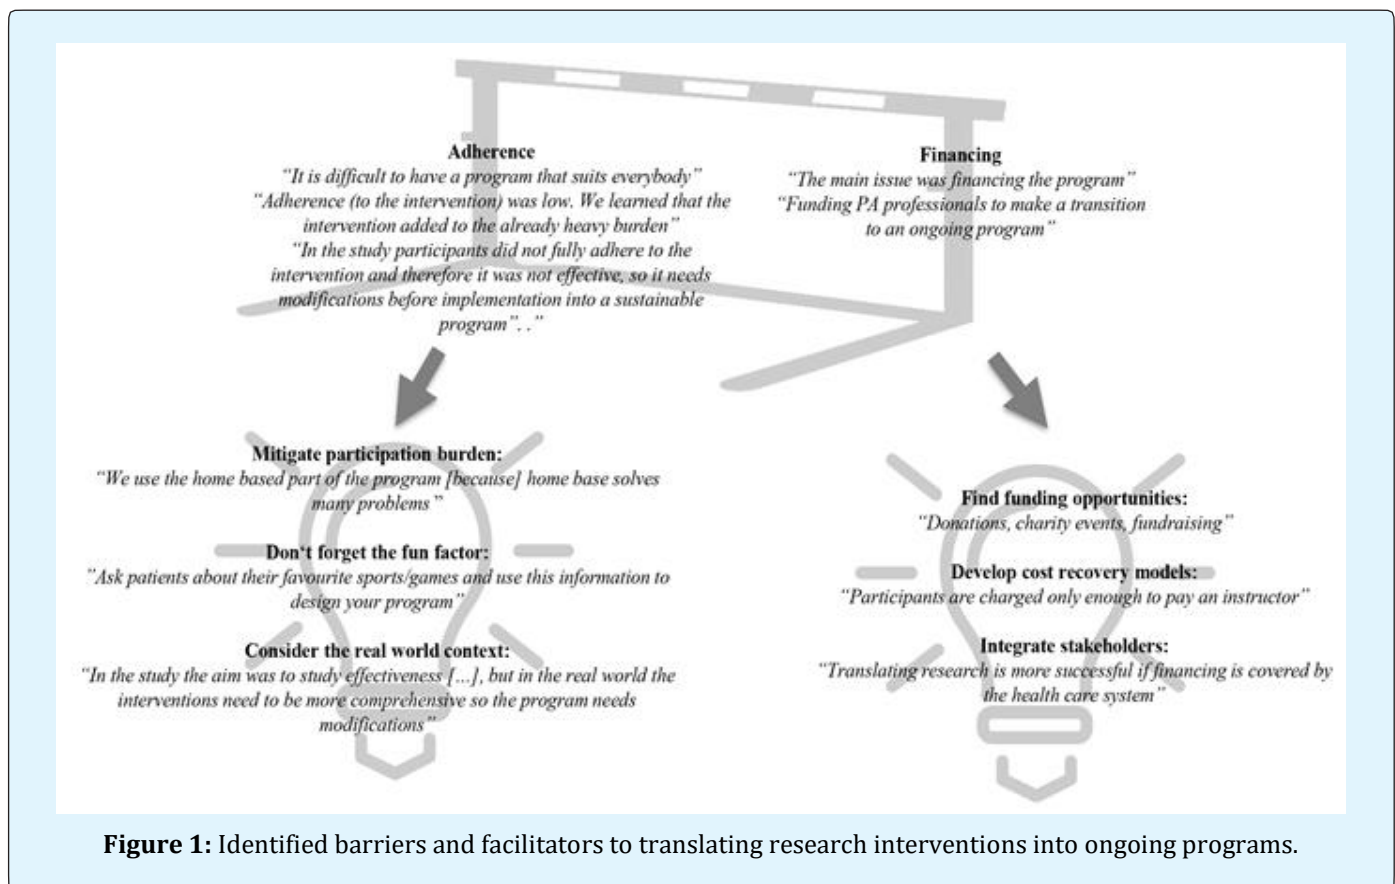 Adherence
"It is difficult to have a program that suits everybody"
"Adherence (to the intervention) was low. We learned that the
intervention added to the already heavy burden"
"In the study participants did not fully adhere to the
intervention and therefore it was not effective, so it needs
modifications before implementation into a sustainable
program". ."
Financing
"The main issue was financing the program"
"Funding PA professionals to make a transition
to an ongoing program"
Mitigate participation burden:
"We use the home based part of the program [because] home base solves
many problems"
Don't forget the fun factor:
"Ask patients about their favourite sports/games and use this information to
design your program"
Consider the real world context:
"In the study the aim was to study effectiveness [...], but in the real world the
interventions need to be more comprehensive so the program needs
modifications"
Find funding opportunities:
"Donations, charity events, fundraising"
Develop cost recovery models:
"Participants are charged only enough to pay an instructor"
Integrate stakeholders:
"Translating research is more successful if financing is covered by
the health care system"
Figure 1: Identified barriers and facilitators to translating research interventions into ongoing programs.